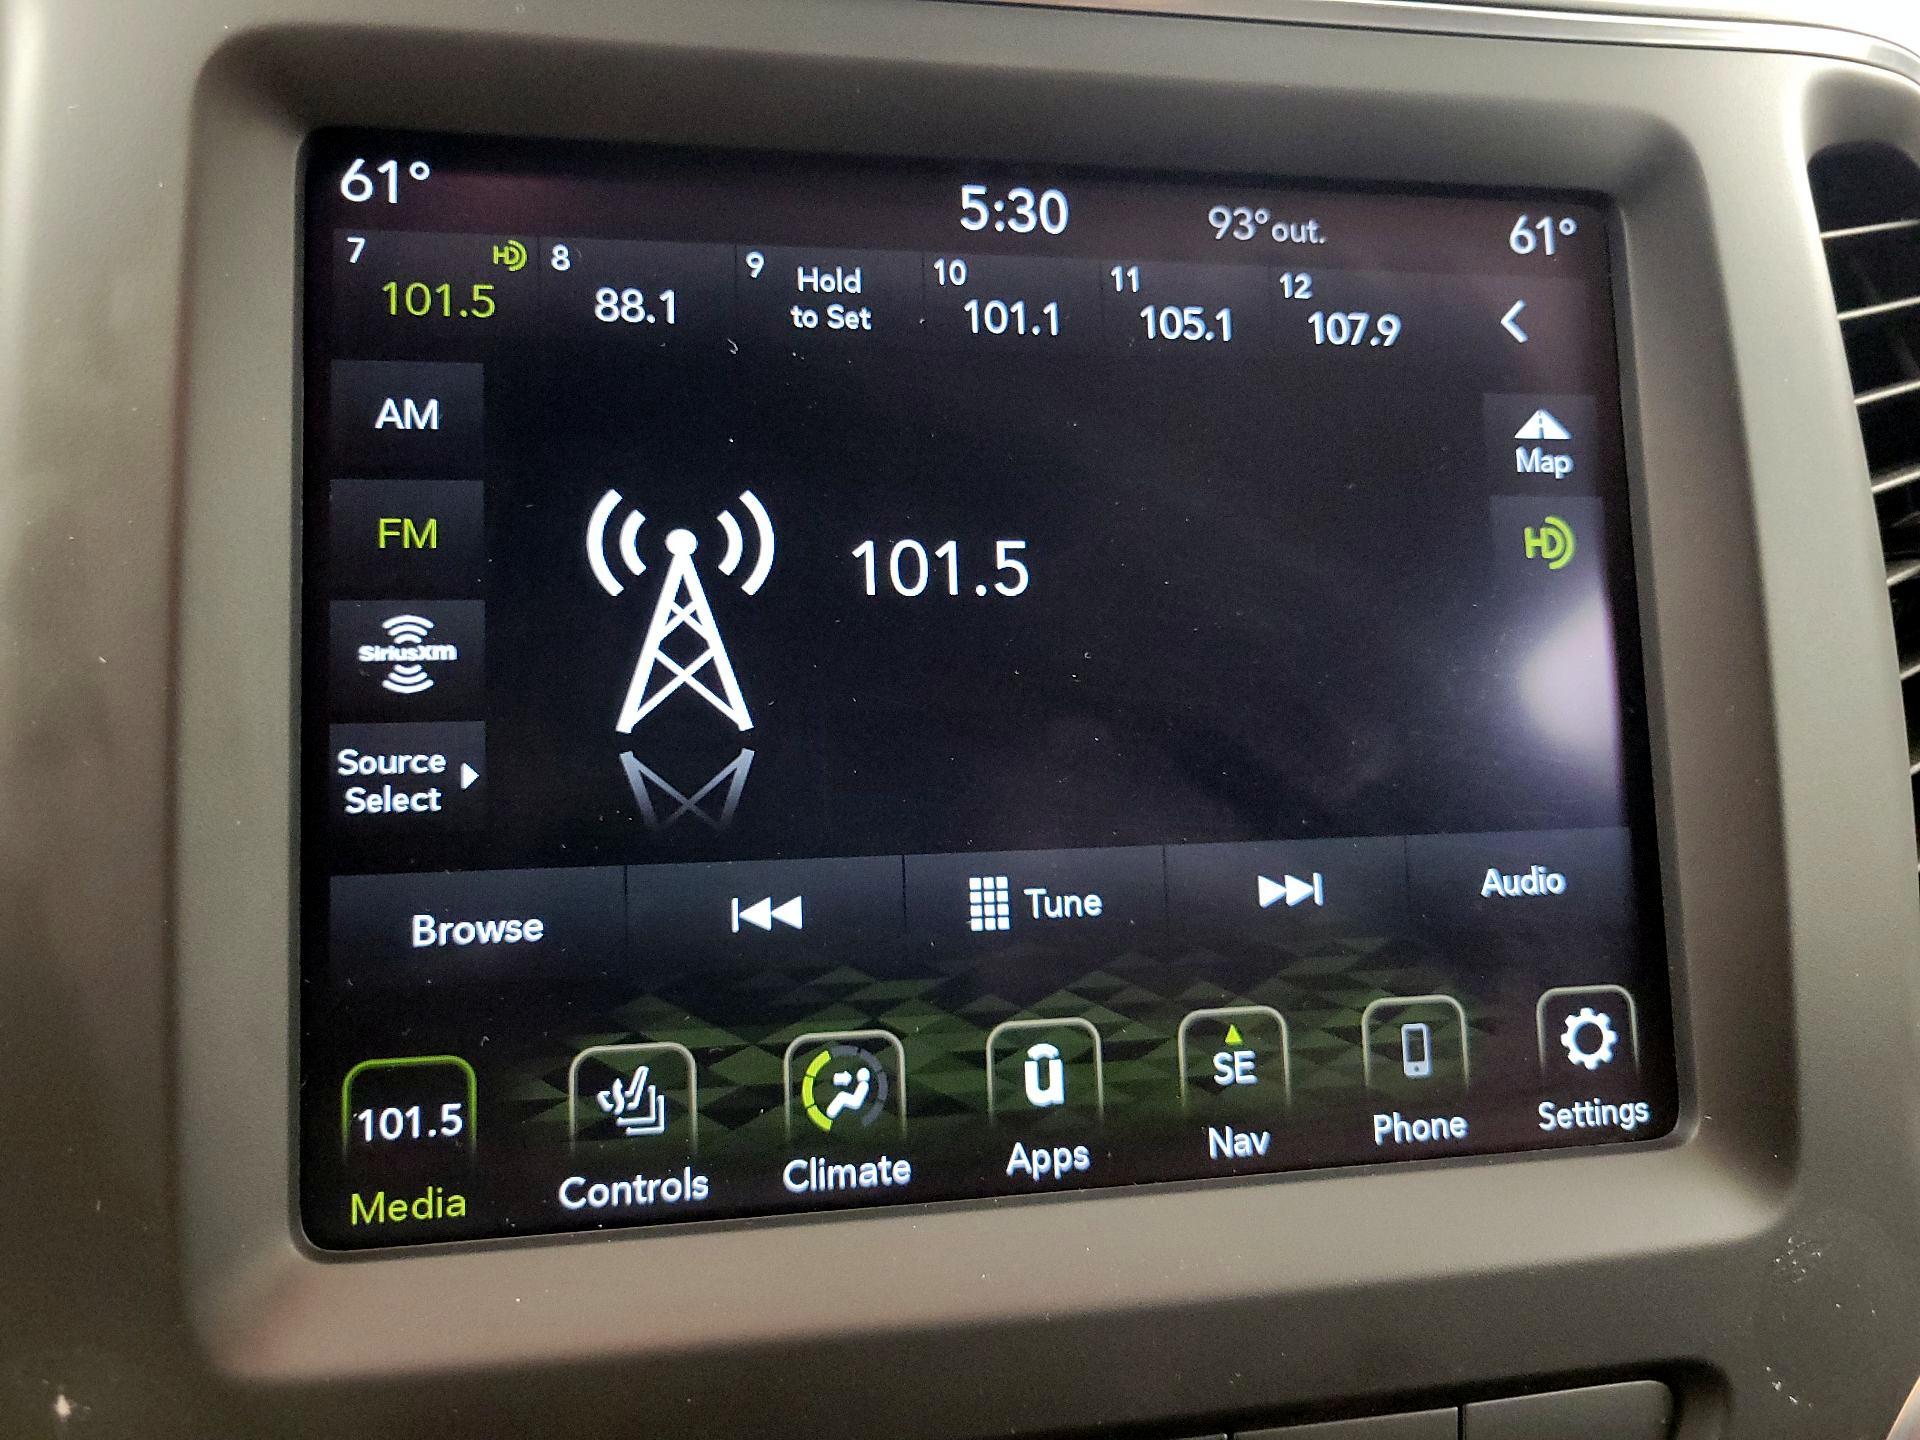 61° 5:30 93° out. 61°
7 HD 8 9 Hold 10 11 12
101.5 88.1 to Set 101.1 105.1 107.9
AM
Map
FM
HD
101.5
SiriusXM
Source
Select
Browse Tune Audio
101.5 SE
Media Controls Climate Apps Nav Phone Settings